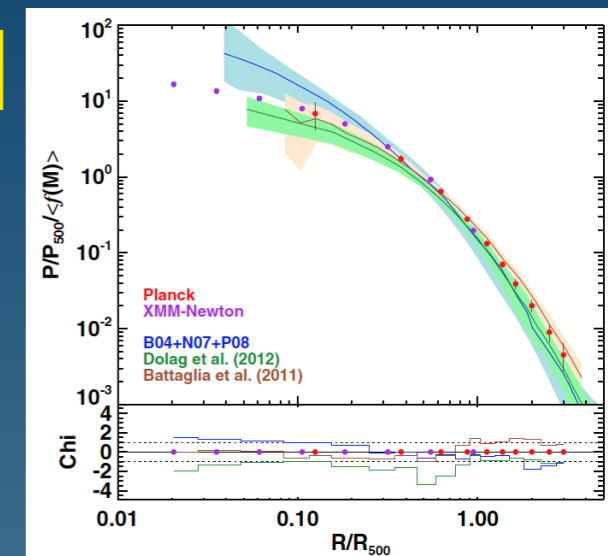 10²
10¹
10⁰
10⁻¹
10⁻²
10⁻³
P/P₅₀₀/<f(M)>
Planck
XMM-Newton
B04+N07+P08
Dolag et al. (2012)
Battaglia et al. (2011)
4
2
0
-2
-4
Chi
0.01
0.10
1.00
R/R₅₀₀